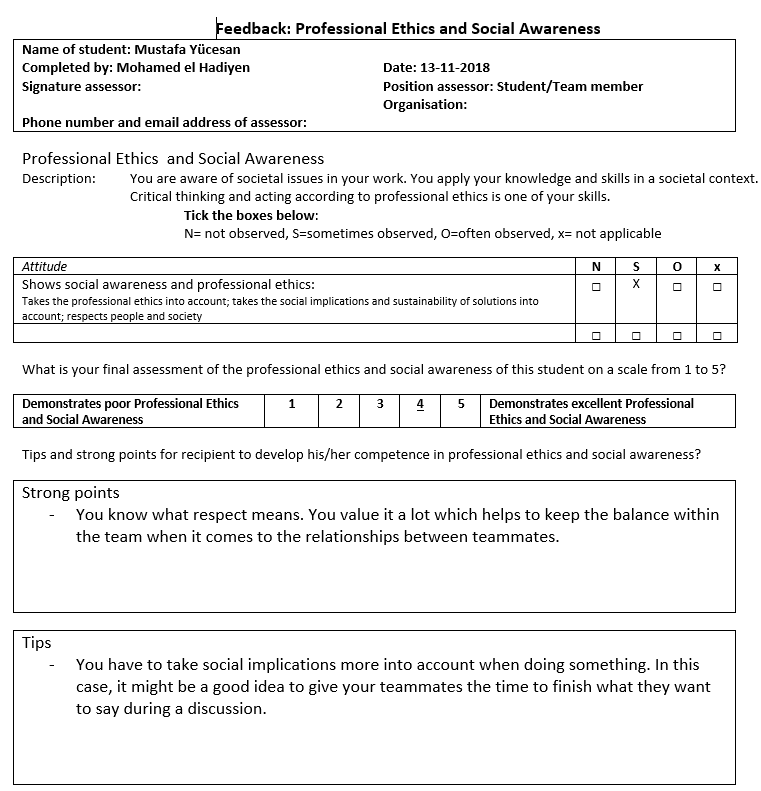 Feedback: Professional Ethics and Social Awareness
Name of student: Mustafa Yücesan
Completed by: Mohamed el Hadiyen Date: 13-11-2018
Signature assessor: Position assessor: Student/Team member
Organisation:
Phone number and email address of assessor:
Professional Ethics and Social Awareness
Description: You are aware of societal issues in your work. You apply your knowledge and skills in a societal context.
Critical thinking and acting according to professional ethics is one of your skills.
Tick the boxes below:
N= not observed, S=sometimes observed, O=often observed, x= not applicable
Attitude N S O x
Shows social awareness and professional ethics: ☐ X ☐ ☐
Takes the professional ethics into account; takes the social implications and sustainability of solutions into
account; respects people and society
☐ ☐ ☐ ☐
What is your final assessment of the professional ethics and social awareness of this student on a scale from 1 to 5?
Demonstrates poor Professional Ethics 1 2 3 4 5 Demonstrates excellent Professional
and Social Awareness Ethics and Social Awareness
Tips and strong points for recipient to develop his/her competence in professional ethics and social awareness?
Strong points
- You know what respect means. You value it a lot which helps to keep the balance within
the team when it comes to the relationships between teammates.
Tips
- You have to take social implications more into account when doing something. In this
case, it might be a good idea to give your teammates the time to finish what they want
to say during a discussion.